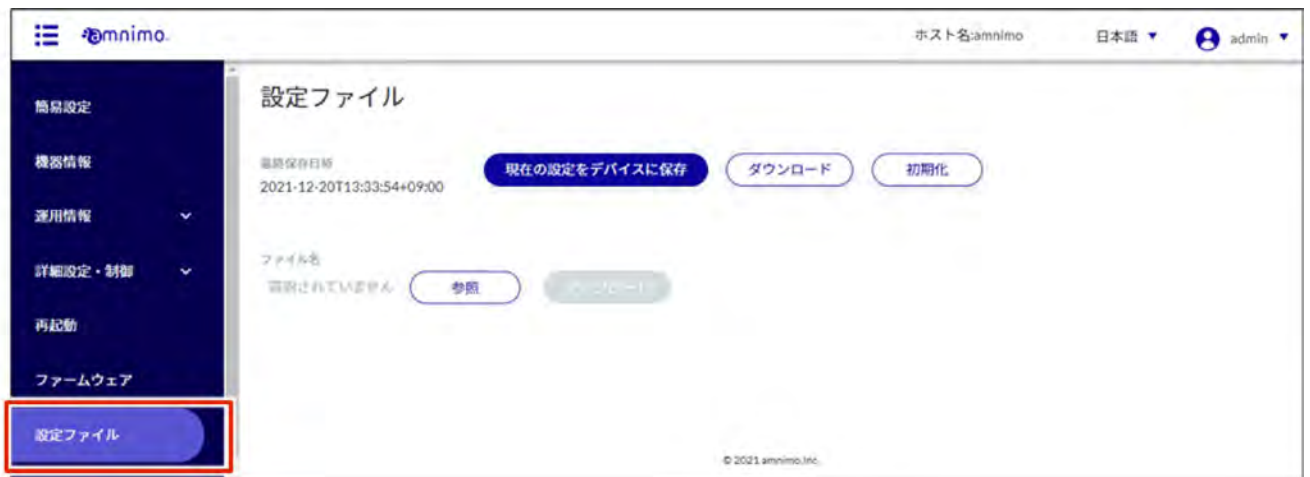 amnimo
ホスト名:amnimo
日本語
admin
簡易設定
機器情報
運用情報
詳細設定・制御
再起動
ファームウェア
設定ファイル
設定ファイル
最終保存日時
2021-12-20T13:33:54+09:00
現在の設定をデバイスに保存
ダウンロード
初期化
ファイル名
選択されていません
参照
© 2021 amnimo,Inc.